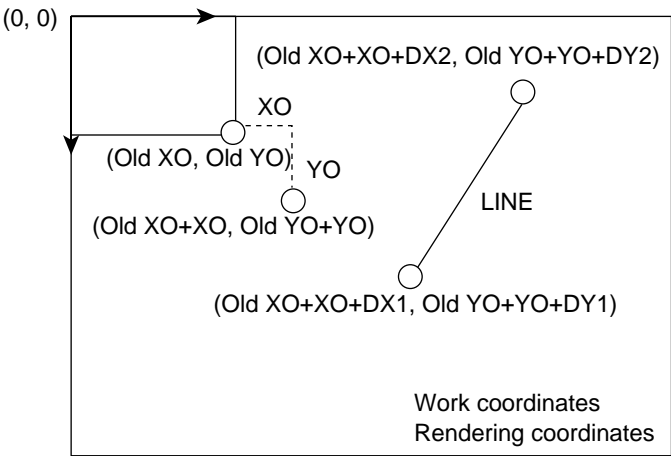 (0, 0)
(Old XO+XO+DX2, Old YO+YO+DY2)
XO
(Old XO, Old YO)
YO
LINE
(Old XO+XO, Old YO+YO)
(Old XO+XO+DX1, Old YO+YO+DY1)
Work coordinates
Rendering coordinates